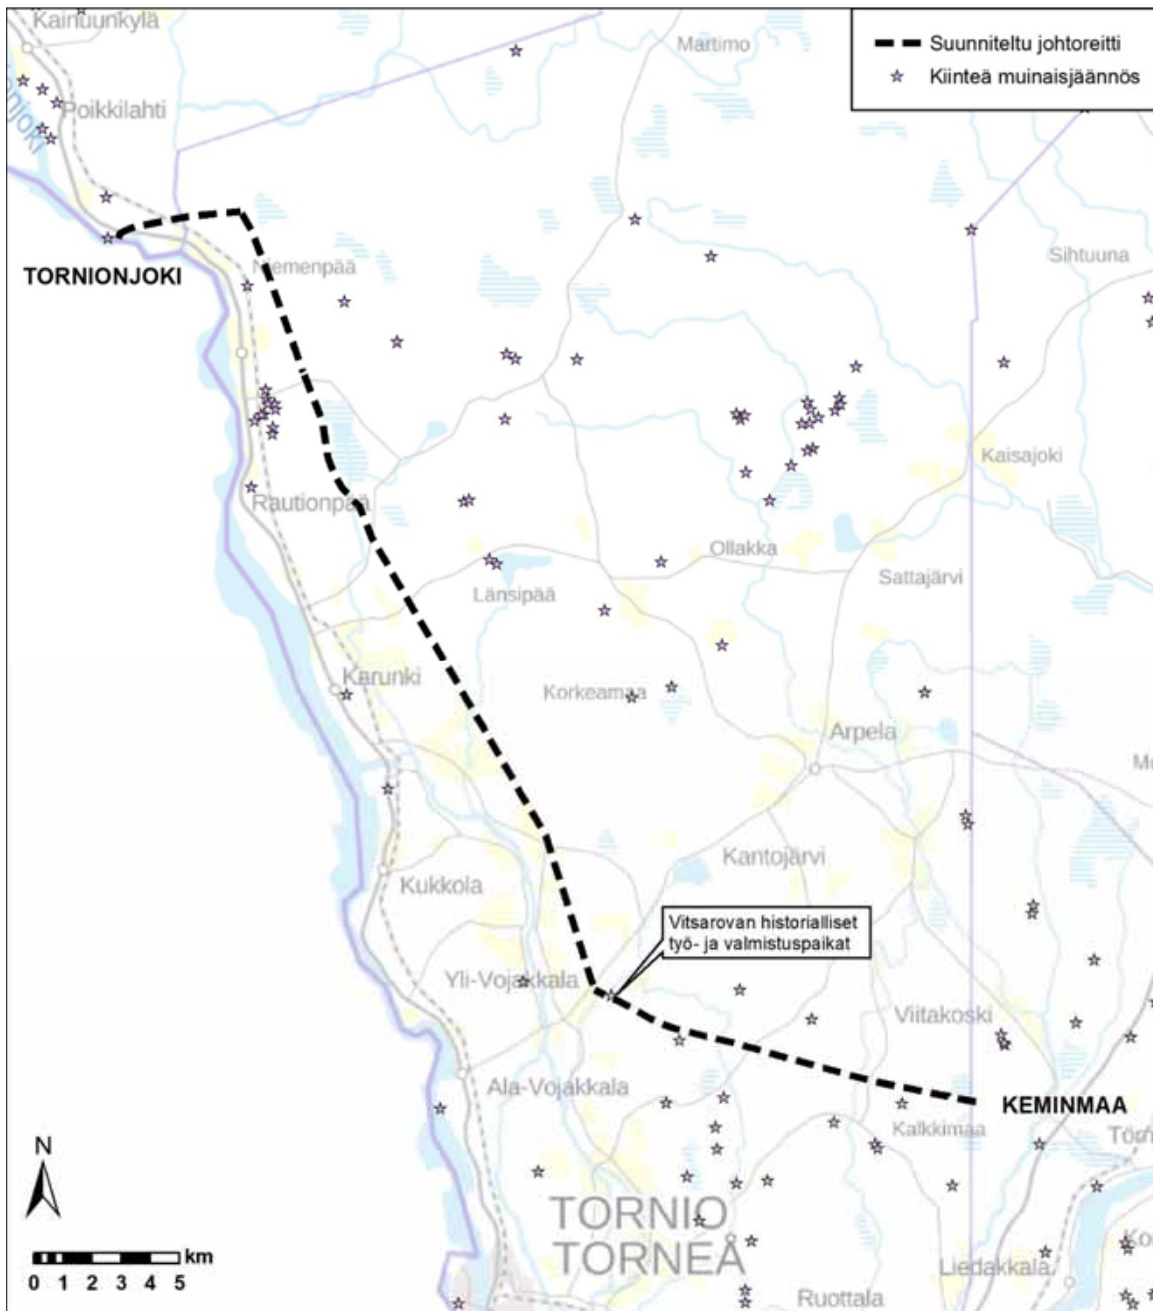 Kainuunkylä
Martimo
Suunniteltu johtoreitti
Kiinteä muinaisjäännös
Poikkilahti
Niemenpää
TORNIONJOKI
Sihtuuna
Kaisajoki
Rautionpää
Ollakka
Sattajärvi
Länsipää
Karunki
Korkeamaa
Arpela
Kantojärvi
Kukkola
Vitsarovan historialliset
työ- ja valmistuspaikat
Yli-Vojakkala
Viitakoski
Ala-Vojakkala
KEMINMAA
Kalkkimaa
N
TORNIO
TORNEÅ
km
0 1 2 3 4 5
Liedakkala
Ruottala